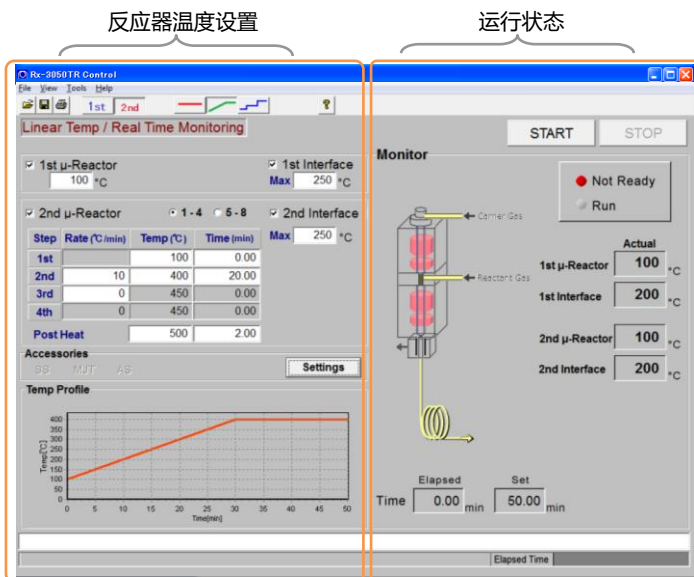 反应器温度设置
运行状态
Rx-3050TR Control
File View Tools Help
1st 2nd ?
Linear Temp / Real Time Monitoring
1st μ-Reactor
100 °C
1st Interface
Max 250 °C
2nd μ-Reactor 1 - 4 5 - 8
2nd Interface
Max 250 °C
Step Rate (℃/min) Temp (℃) Time (min)
1st 100 0.00
2nd 10 400 20.00
3rd 0 450 0.00
4th 0 450 0.00
Post Heat 500 2.00
Accessories
SS MJT AS
Settings
Temp Profile
Temp[℃]
400
350
300
250
200
150
100
50
0
0 5 10 15 20 25 30 35 40 45 50
Time[min]
START STOP
Monitor
Not Ready
Run
Carrier Gas
Reactant Gas
Actual
1st μ-Reactor 100 °C
1st Interface 200 °C
2nd μ-Reactor 100 °C
2nd Interface 200 °C
Elapsed Set
Time 0.00 min 50.00 min
Elapsed Time